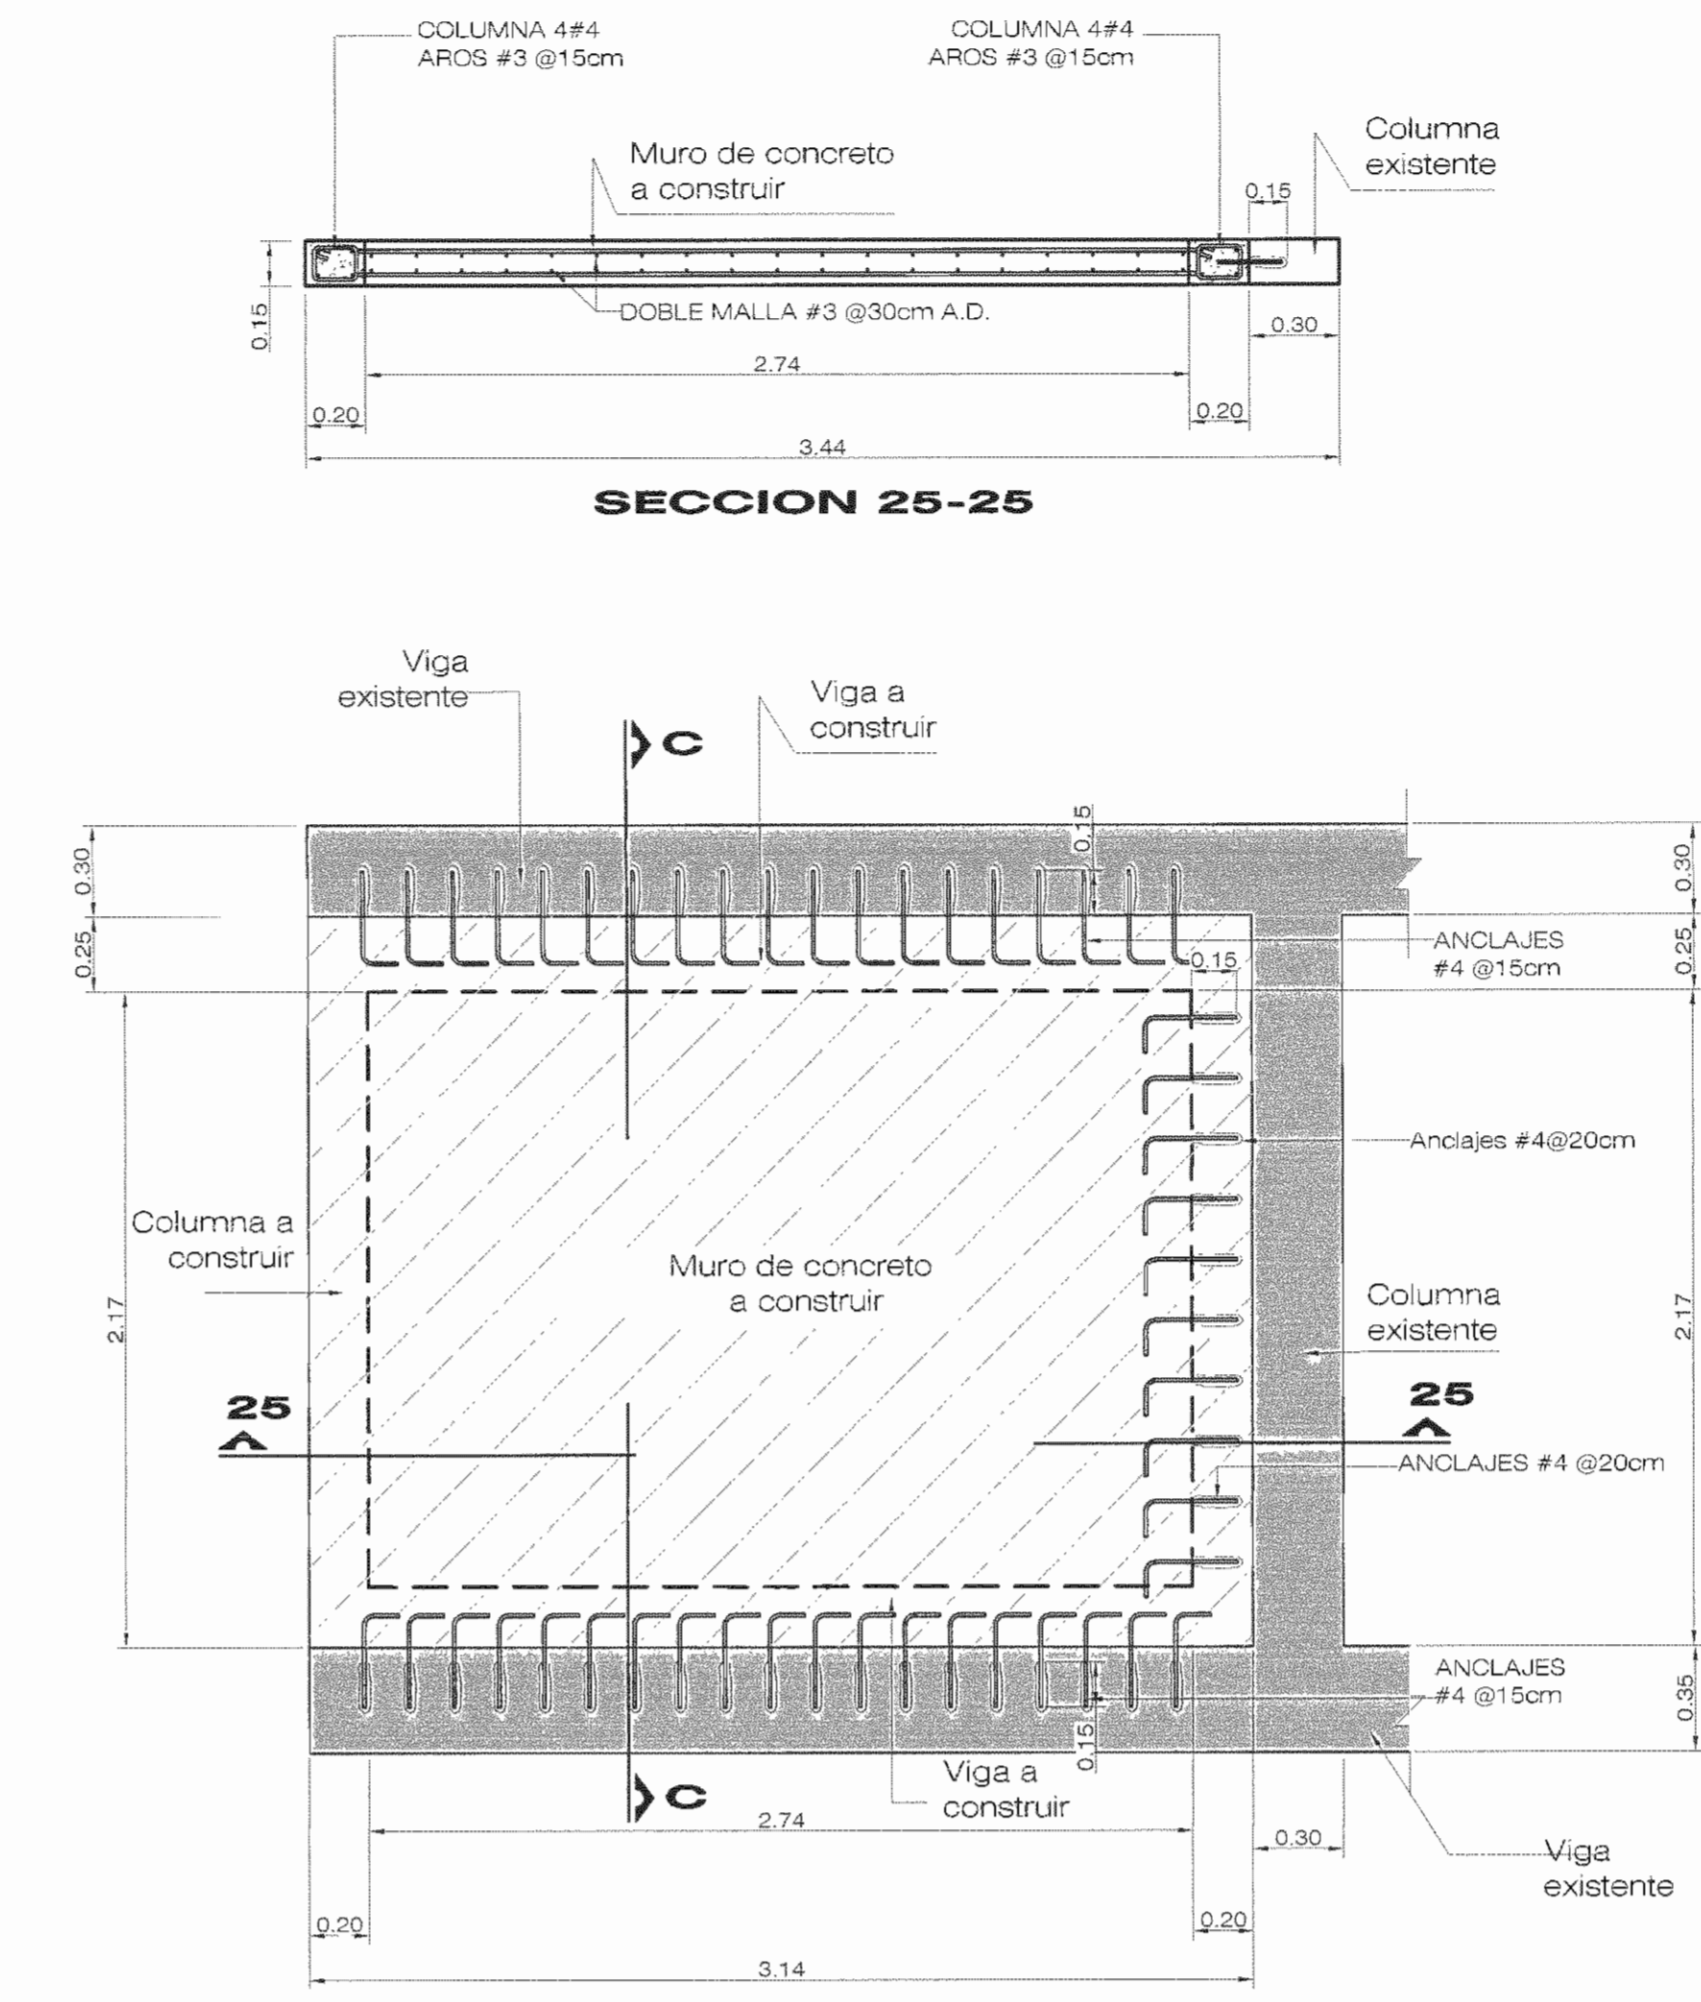 COLUMNA 4#4
AROS #3 @15cm
COLUMNA 4#4
AROS #3 @15cm
Columna
existente
Muro de concreto
a construir
0.15
0.15
DOBLE MALLA #3 @30cm A.D.
0.30
2.74
0.20
0.20
3.44
SECCION 25-25
Viga
existente
Viga a
construir
C
0.15
0.30
0.30
0.25
0.25
ANCLAJES
#4 @15cm
0.15
Anclajes #4@20cm
Columna a
construir
Muro de concreto
a construir
Columna
existente
2.17
2.17
25
25
ANCLAJES #4 @20cm
ANCLAJES
#4 @15cm
0.35
0.15
Viga a
construir
C
2.74
0.30
Viga
existente
0.20
0.20
3.14